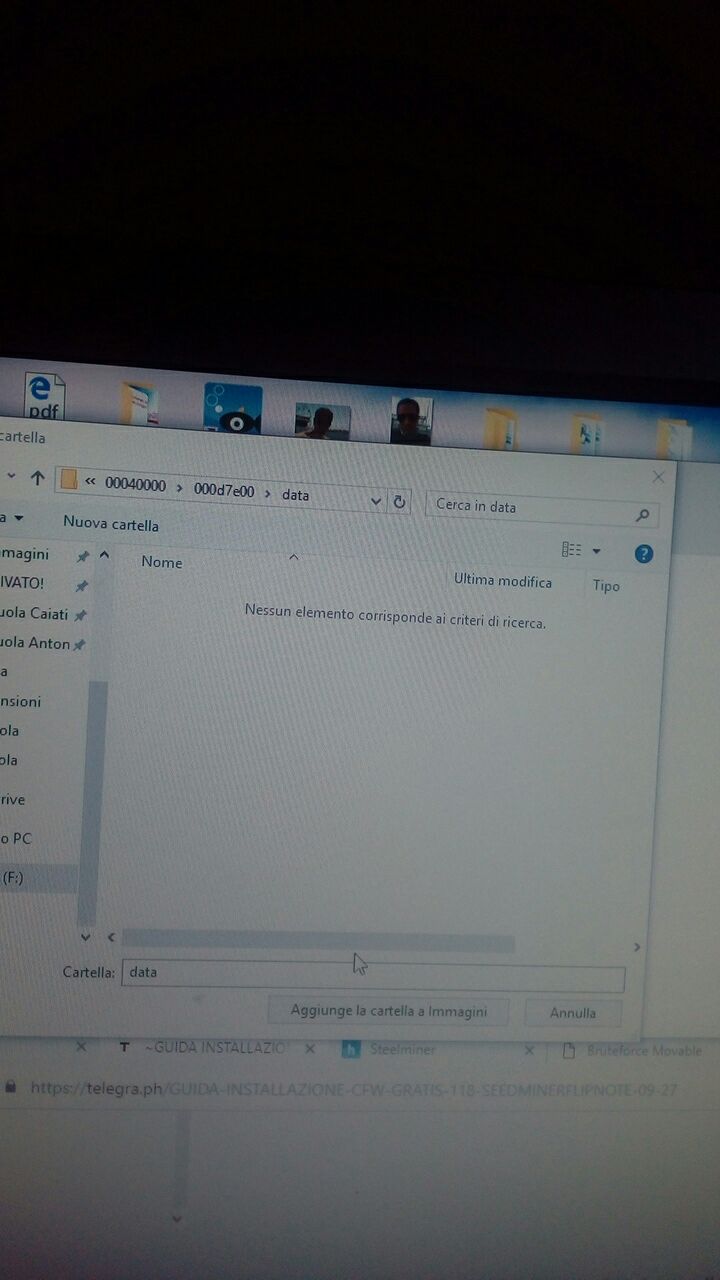 pdf
cartella
« 00040000 › 000d7e00 › data
Cerca in data
a
Nuova cartella
?
mmagini
IVATO!
uola Caiati
uola Anton
a
nsioni
ola
ola
rive
o PC
(F:)
Nome
Ultima modifica
Tipo
Nessun elemento corrisponde ai criteri di ricerca.
Cartella: data
Aggiunge la cartella a Immagini
Annulla
T ~GUIDA INSTALLAZIO
h Steelminer
Bruteforce Movable
https://telegra.ph/GUIDA-INSTALLAZIONE-CFW-GRATIS-118-SEEDMINERFLIPNOTE-09-27